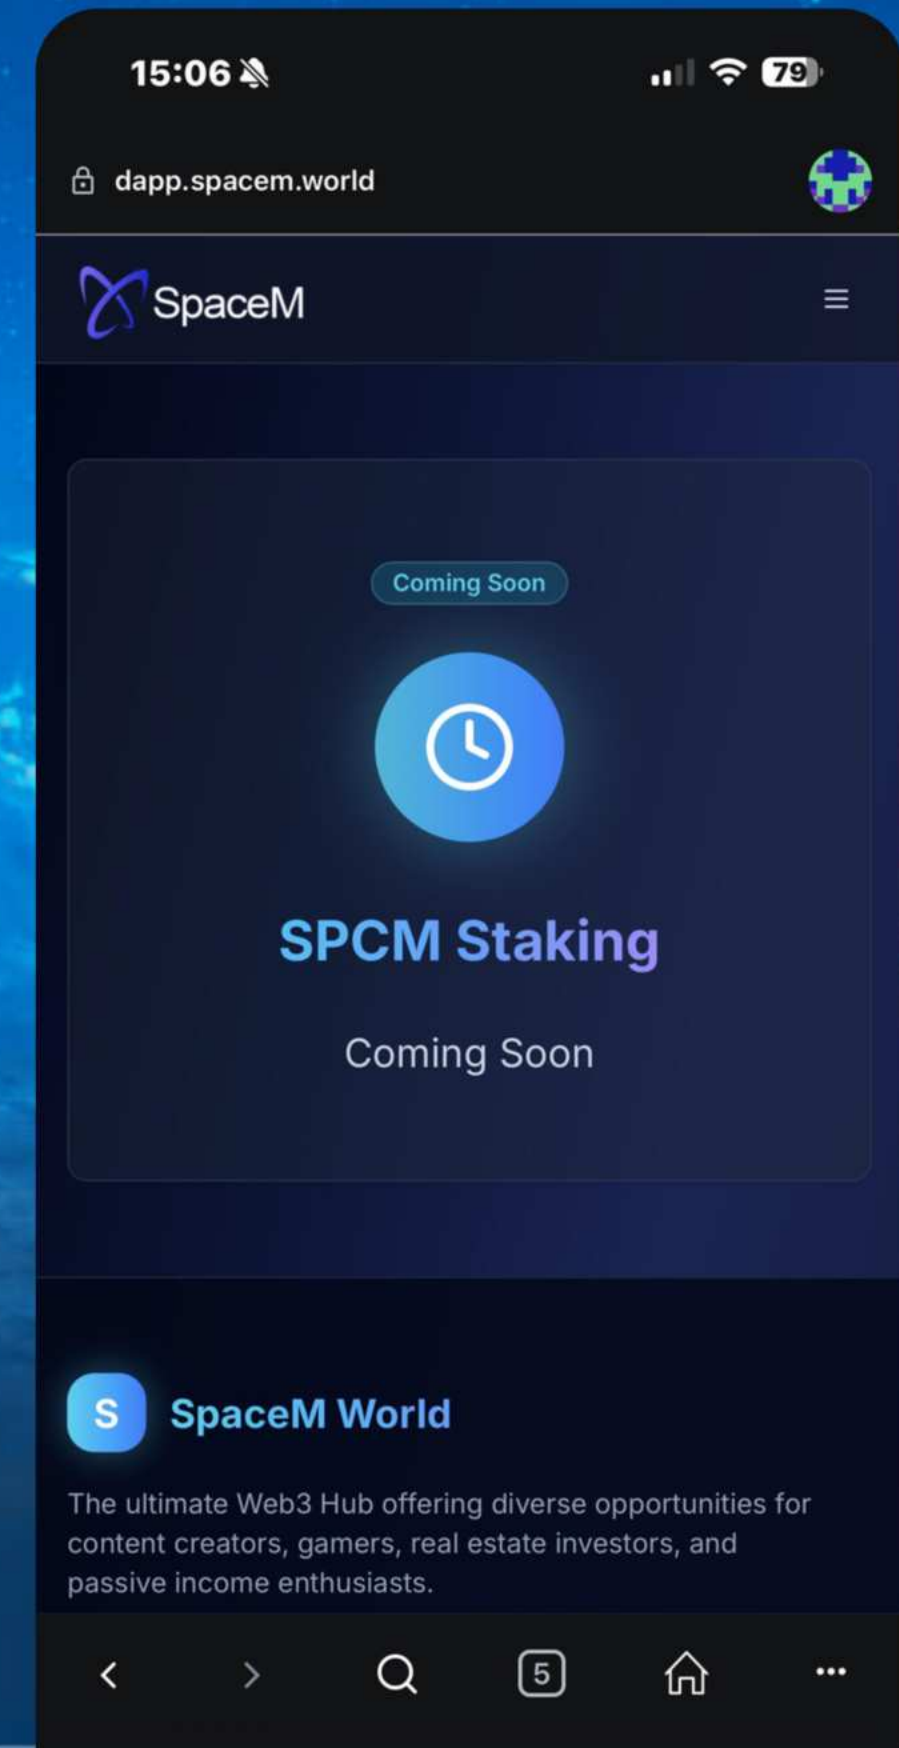 15:06
79
dapp.spacem.world
SpaceM
Coming Soon
SPCM Staking
Coming Soon
S
SpaceM World
The ultimate Web3 Hub offering diverse opportunities for
content creators, gamers, real estate investors, and
passive income enthusiasts.
5